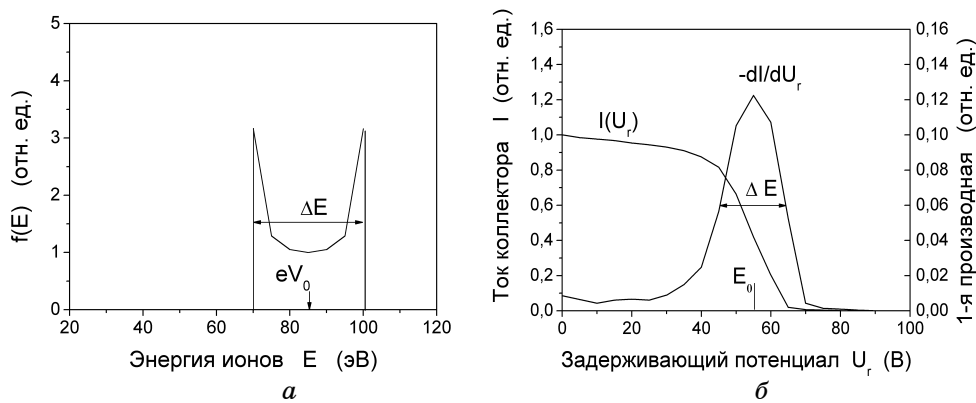 f(E) (отн. ед.)
5
4
3
2
1
0
ΔE
eV₀
20 40 60 80 100 120
Энергия ионов E (эВ)
а
Ток коллектора I (отн. ед.)
1,6
1,4
1,2
1,0
0,8
0,6
0,4
0,2
0,0
I(Uᵣ)
-dI/dUᵣ
Δ E
E₀
0 20 40 60 80 100
Задерживающий потенциал Uᵣ (В)
0,16
0,14
0,12
0,10
0,08
0,06
0,04
0,02
0,00
1-я производная (отн. ед.)
б